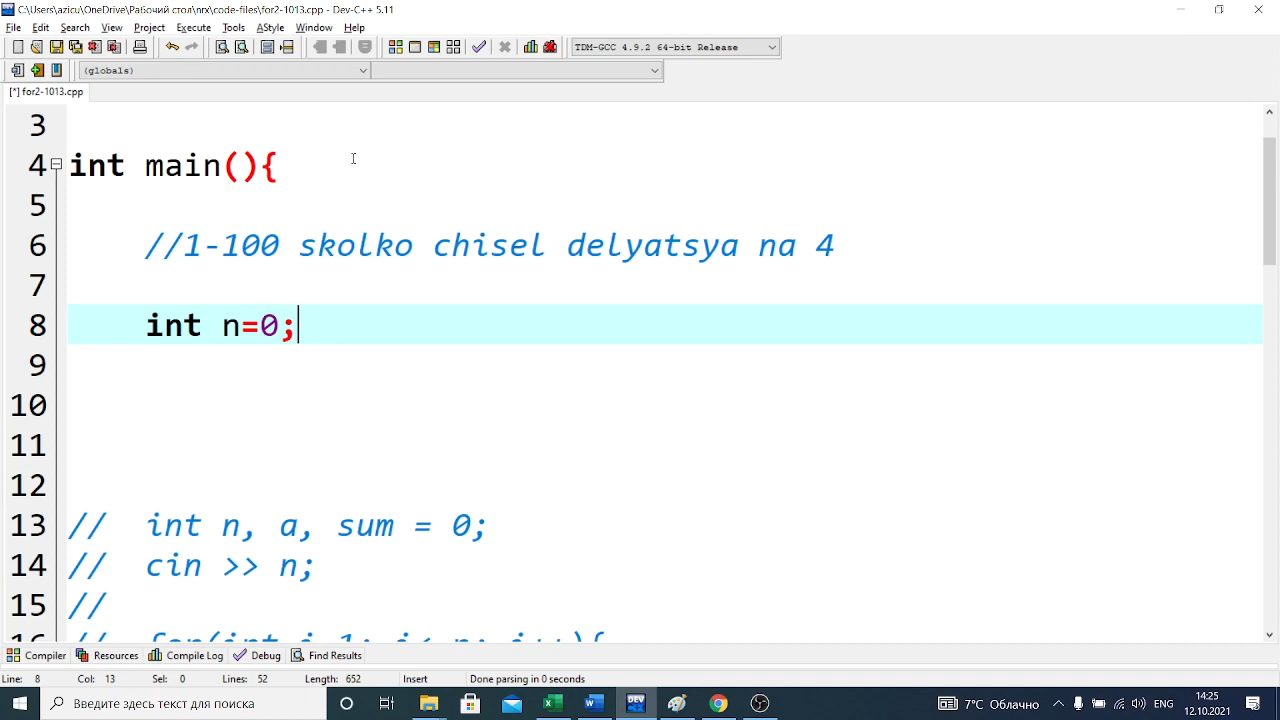 C:\Users\azicu\OneDrive\Рабочий стол\прх\code-files\for2-1013.cpp - Dev-C++ 5.11
File Edit Search View Project Execute Tools AStyle Window Help
TDM-GCC 4.9.2 64-bit Release
(globals)
[*] for2-1013.cpp
3
4 int main(){
5
6 //1-100 skolko chisel delyatsya na 4
7
8 int n=0;
9
10
11
12
13 // int n, a, sum = 0;
14 // cin >> n;
15 //
16 // for(int i=1; i<=n; i++){
Compiler Resources Compile Log Debug Find Results
Line: 8 Col: 13 Sel: 0 Lines: 52 Length: 652 Insert Done parsing in 0 seconds
Введите здесь текст для поиска
DEV
7°C Облачно
ENG
14:25
12.10.2021